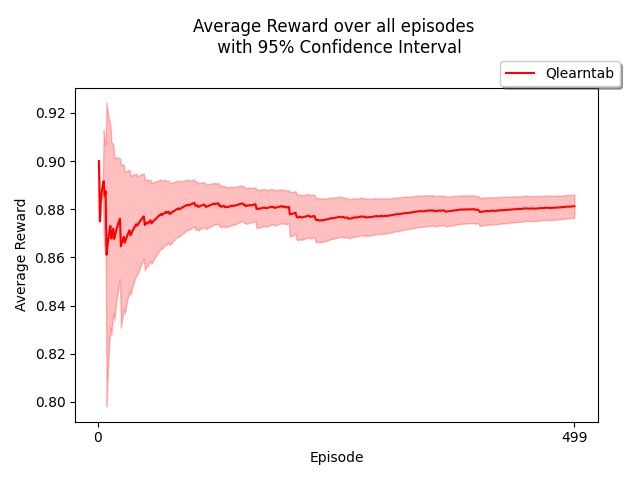 Average Reward over all episodes
with 95% Confidence Interval
Qlearntab
0.92
0.90
0.88
0.86
0.84
0.82
0.80
Average Reward
0
499
Episode